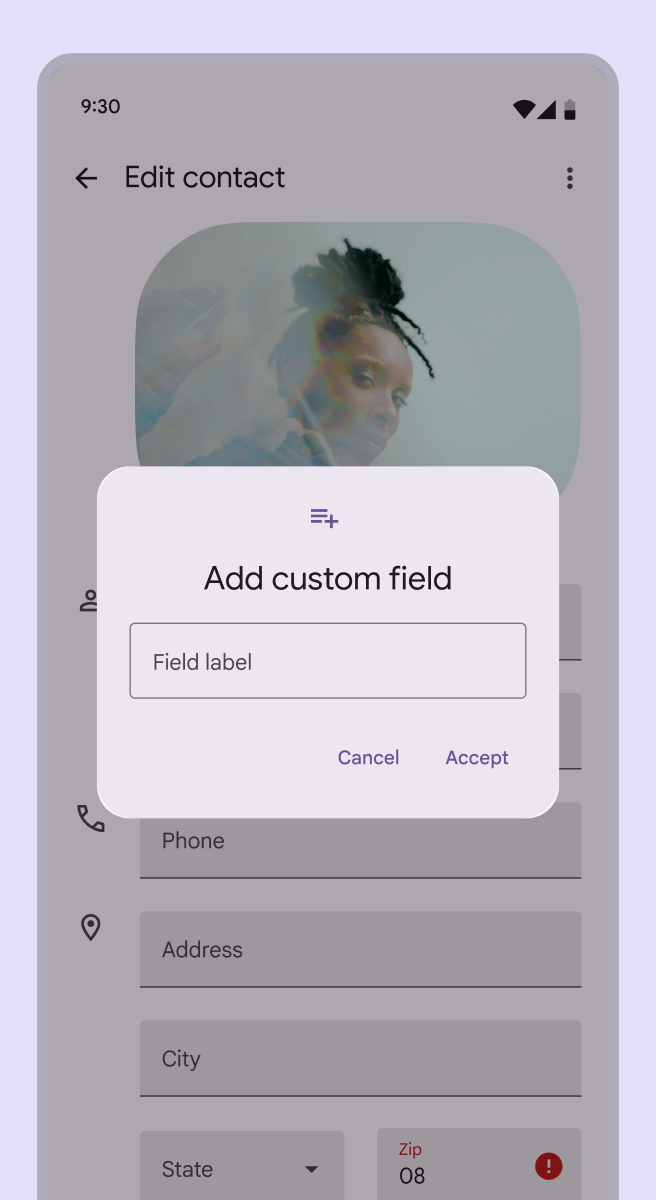 9:30
Edit contact
Add custom field
Field label
Cancel Accept
Phone
Address
City
State
Zip
08